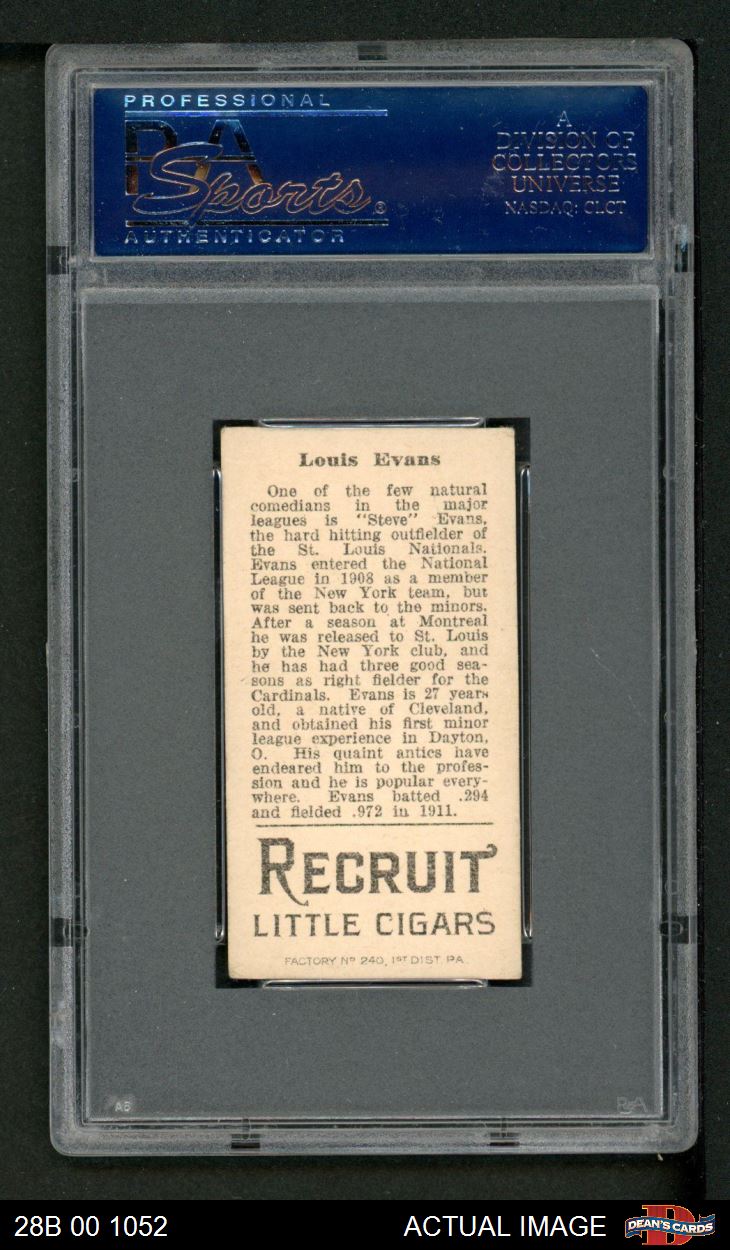 PROFESSIONAL
PSA
Sports®
AUTHENTICATOR
A
DIVISION OF
COLLECTORS
UNIVERSE
NASDAQ: CLCT
Louis Evans
One of the few natural
comedians in the major
leagues is "Steve" Evans,
the hard hitting outfielder of
the St. Louis Nationals.
Evans entered the National
League in 1908 as a member
of the New York team, but
was sent back to the minors.
After a season at Montreal
he was released to St. Louis
by the New York club, and
he has had three good sea-
sons as right fielder for the
Cardinals. Evans is 27 years
old, a native of Cleveland,
and obtained his first minor
league experience in Dayton,
O. His quaint antics have
endeared him to the profes-
sion and he is popular every-
where. Evans batted .294
and fielded .972 in 1911.
RECRUIT
LITTLE CIGARS
FACTORY No 240, 1ST DIST. PA.
AB
PSA
28B 00 1052
ACTUAL IMAGE
D
DEAN'S CARDS